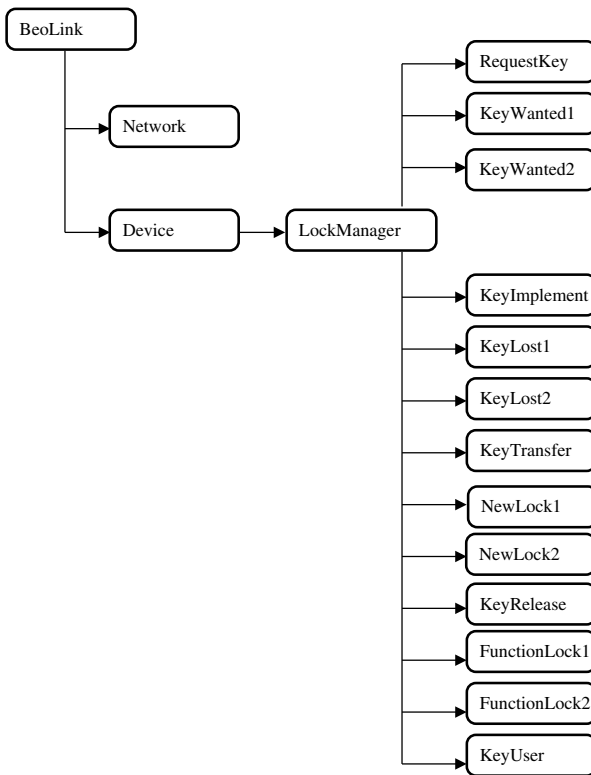 BeoLink
Network
Device
LockManager
RequestKey
KeyWanted1
KeyWanted2
KeyImplement
KeyLost1
KeyLost2
KeyTransfer
NewLock1
NewLock2
KeyRelease
FunctionLock1
FunctionLock2
KeyUser